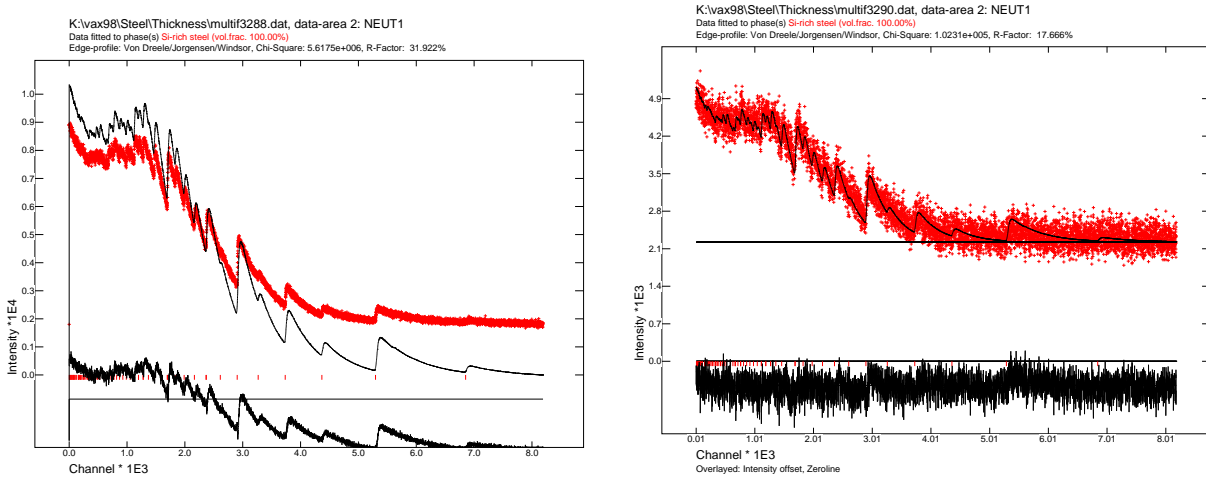 K:\vax98\Steel\Thickness\multif3288.dat, data-area 2: NEUT1
Data fitted to phase(s) Si-rich steel (vol.frac. 100.00%)
Edge-profile: Von Dreele/Jorgensen/Windsor, Chi-Square: 5.6175e+006, R-Factor: 31.922%
Intensity *1E4
1.0
0.9
0.8
0.7
0.6
0.5
0.4
0.3
0.2
0.1
0.0
0.0 1.0 2.0 3.0 4.0 5.0 6.0 7.0 8.0
Channel * 1E3
K:\vax98\Steel\Thickness\multif3290.dat, data-area 2: NEUT1
Data fitted to phase(s) Si-rich steel (vol.frac. 100.00%)
Edge-profile: Von Dreele/Jorgensen/Windsor, Chi-Square: 1.0231e+005, R-Factor: 17.666%
Intensity *1E3
4.9
4.2
3.5
2.8
2.1
1.4
0.7
0.0
0.01 1.01 2.01 3.01 4.01 5.01 6.01 7.01 8.01
Channel * 1E3
Overlayed: Intensity offset, Zeroline